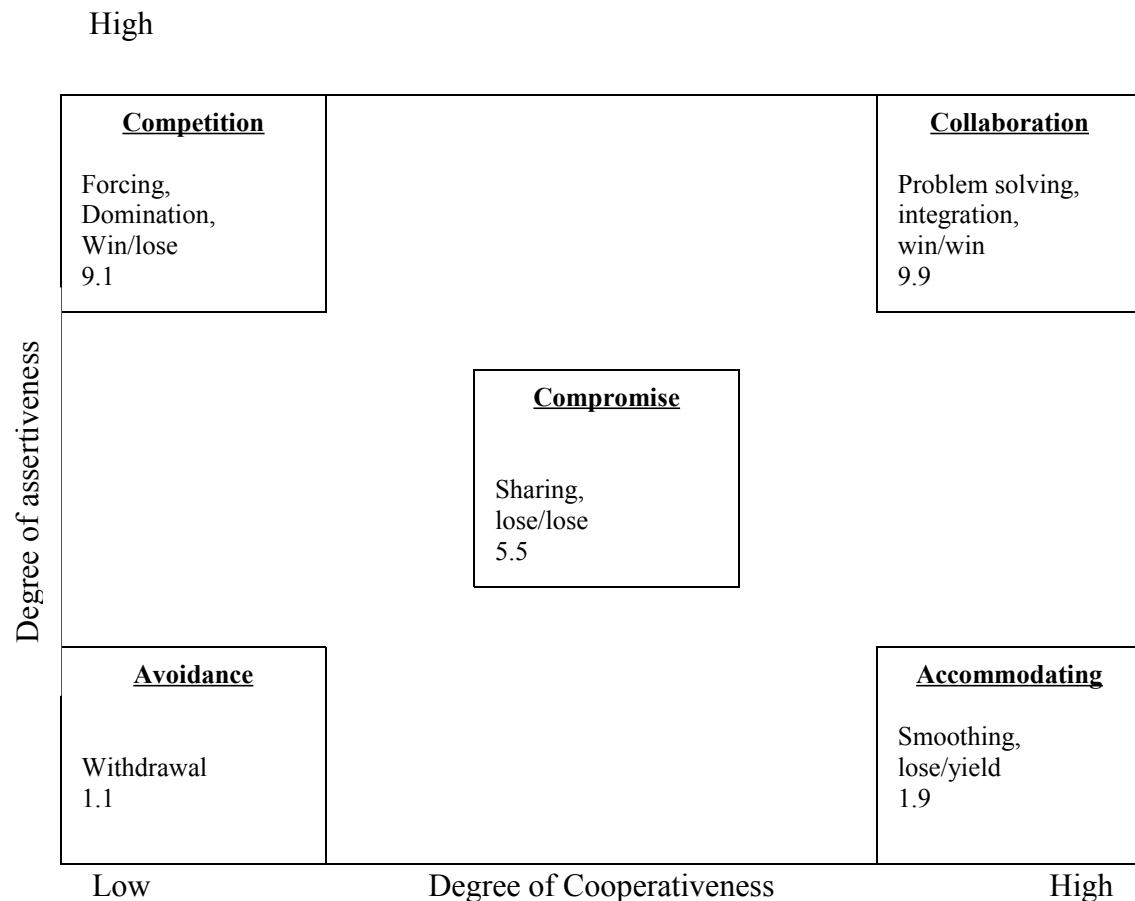 High
Competition
Forcing,
Domination,
Win/lose
9.1
Collaboration
Problem solving,
integration,
win/win
9.9
Degree of assertiveness
Compromise
Sharing,
lose/lose
5.5
Avoidance
Withdrawal
1.1
Accommodating
Smoothing,
lose/yield
1.9
Low
Degree of Cooperativeness
High